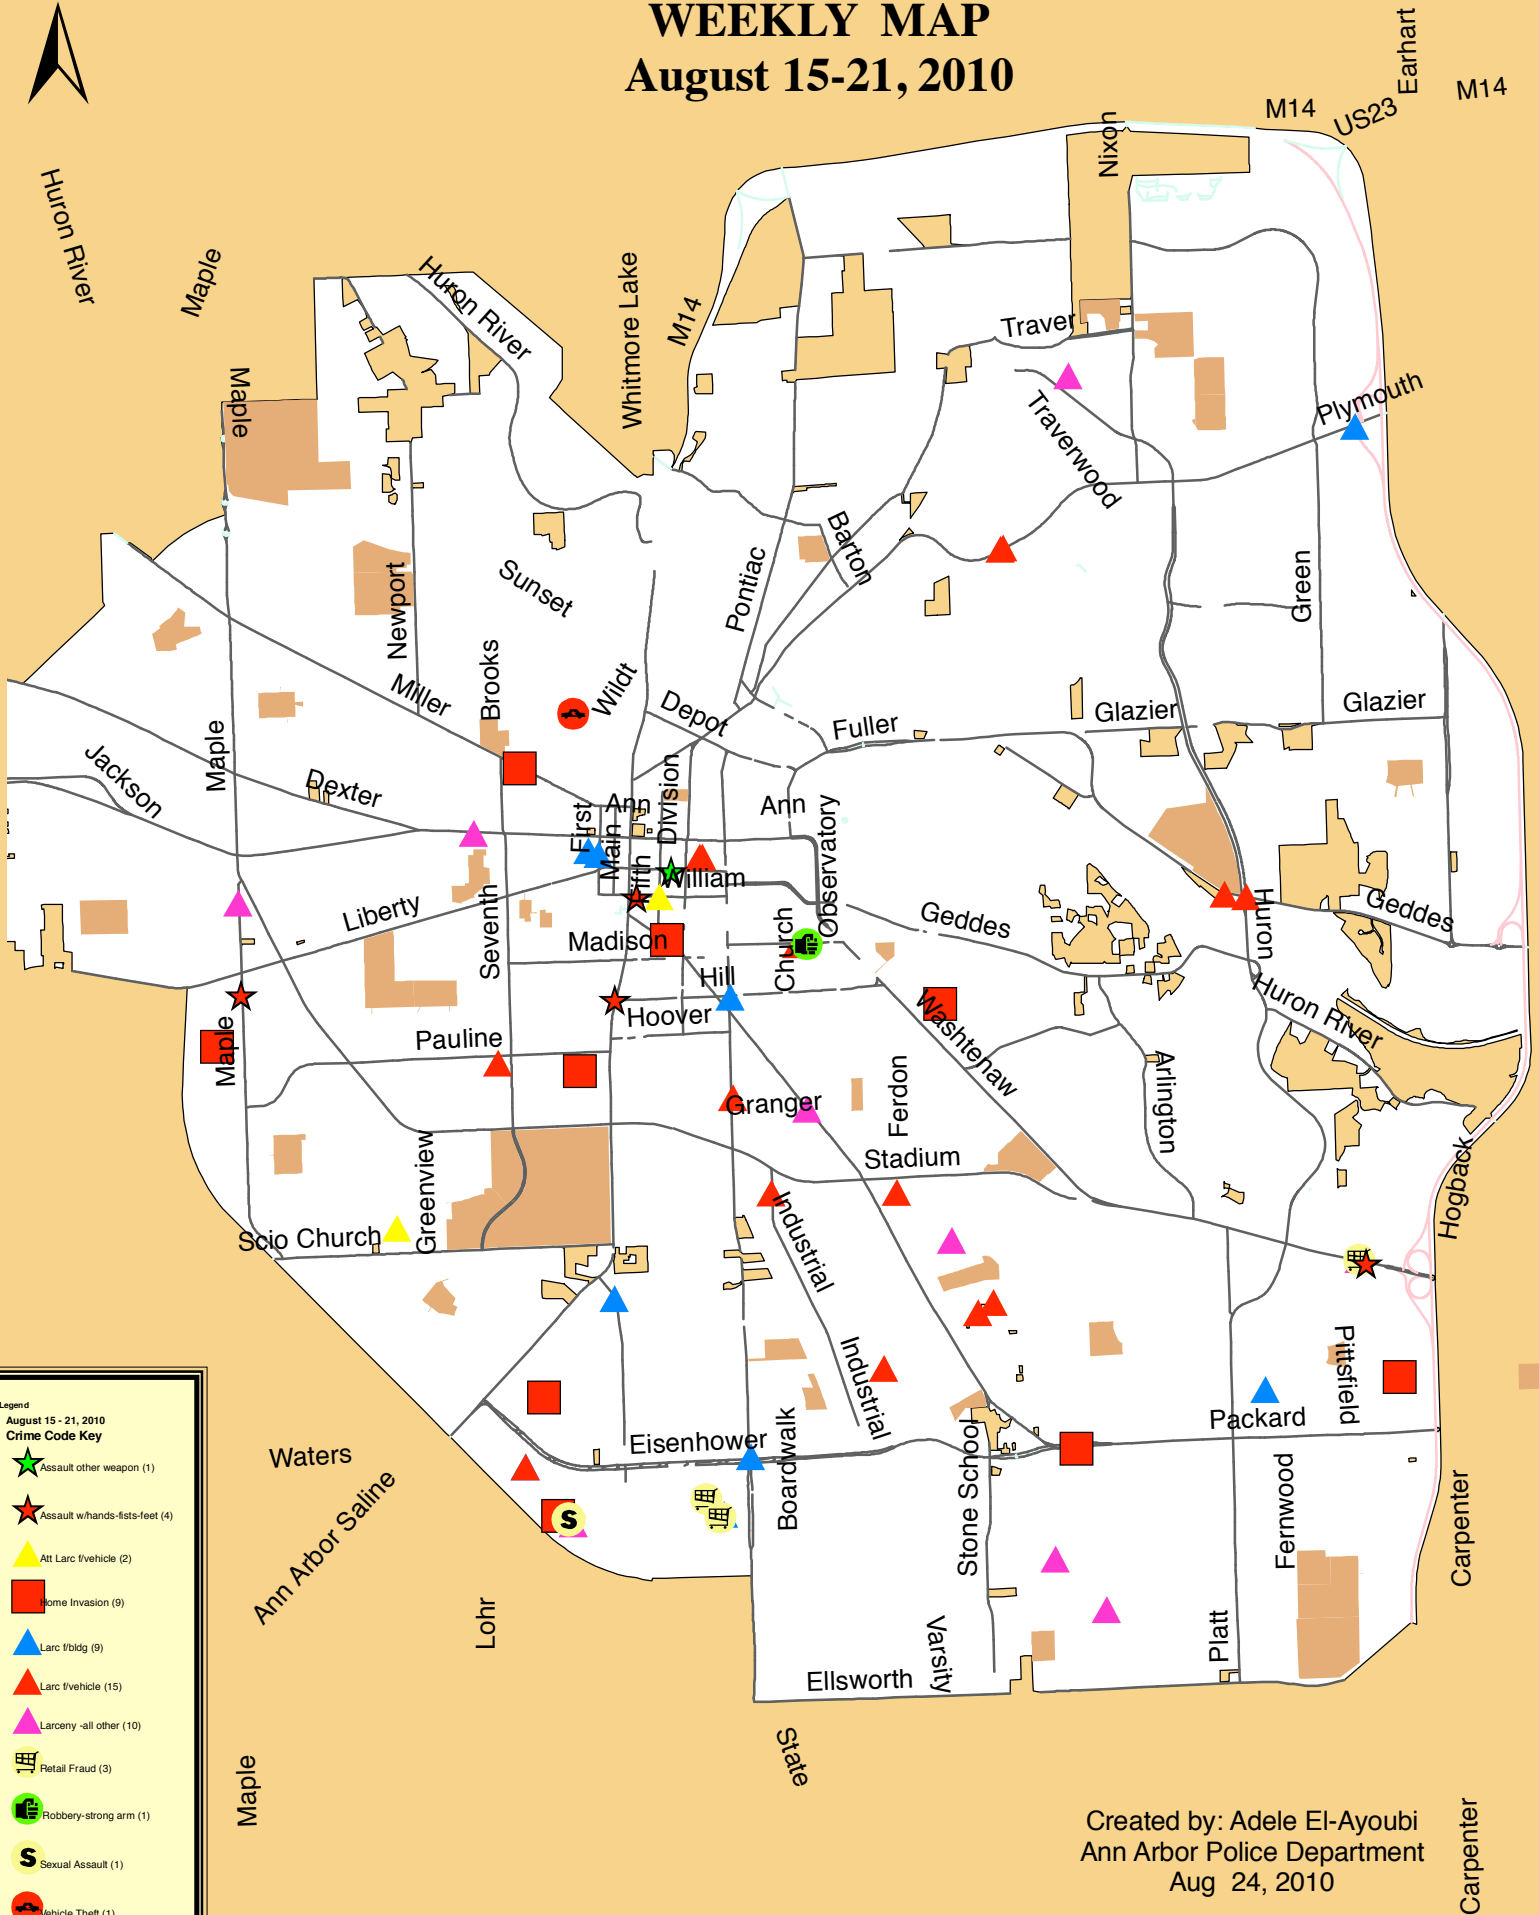 WEEKLY MAP
August 15-21, 2010
Earhart
M14
M14
US23
Nixon
Huron River
Maple
Huron River
Whitmore Lake
M14
Traver
Maple
Plymouth
Traverwood
Barton
Sunset
Newport
Pontiac
Green
Brooks
Wildt
Miller
Depot
Glazier
Glazier
Fuller
Maple
Jackson
Dexter
Division
Ann
Ann
First
Main
Observatory
Fifth
William
Liberty
Seventh
Madison
Church
Geddes
Geddes
Huron
Hill
Hoover
Washtenaw
Huron River
Pauline
Maple
Ferdon
Arlington
Granger
Stadium
Greenview
Hogback
Scio Church
Industrial
Industrial
Pittsfield
Packard
Eisenhower
Boardwalk
Stone School
Fernwood
Carpenter
Waters
Ann Arbor Saline
Lohr
Varsity
Platt
Ellsworth
State
Maple
Carpenter
Legend
August 15 - 21, 2010
Crime Code Key
Assault other weapon (1)
Assault w/hands-fists-feet (4)
Att Larc f/vehicle (2)
Home Invasion (9)
Larc f/bldg (9)
Larc f/vehicle (15)
Larceny -all other (10)
Retail Fraud (3)
Robbery-strong arm (1)
S
Sexual Assault (1)
Vehicle Theft (1)
S
Created by: Adele El-Ayoubi
Ann Arbor Police Department
Aug 24, 2010